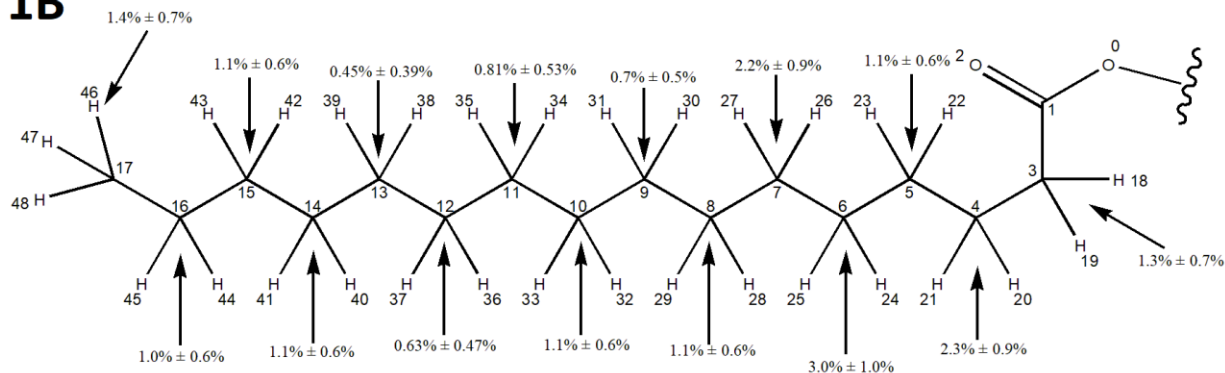 1B
1.4% ± 0.7%
1.1% ± 0.6%
0.45% ± 0.39%
0.81% ± 0.53%
0.7% ± 0.5%
2.2% ± 0.9%
1.1% ± 0.6%
2 O
0
O
46
H
43
H
42
H
39
H
38
H
35
H
34
H
31
H
30
H
27
H
26
H
23
H
22
H
1
47 H
17
15
13
11
9
7
5
3
H 18
48 H
16
14
12
10
8
6
4
H
19
1.3% ± 0.7%
H
45
H
44
H
41
H
40
H
37
H
36
H
33
H
32
H
29
H
28
H
25
H
24
H
21
H
20
1.0% ± 0.6%
1.1% ± 0.6%
0.63% ± 0.47%
1.1% ± 0.6%
1.1% ± 0.6%
3.0% ± 1.0%
2.3% ± 0.9%